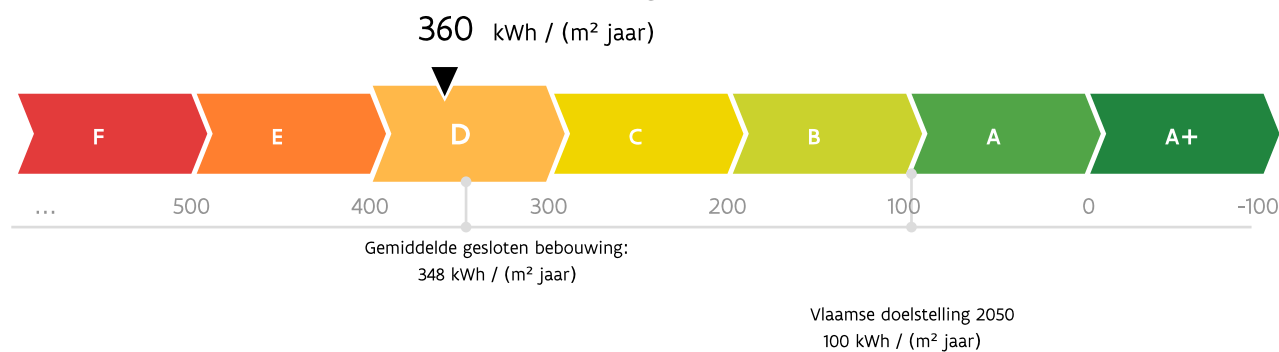 360 kWh / (m² jaar)
F E D C B A A+
... 500 400 300 200 100 0 -100
Gemiddelde gesloten bebouwing:
348 kWh / (m² jaar)
Vlaamse doelstelling 2050
100 kWh / (m² jaar)